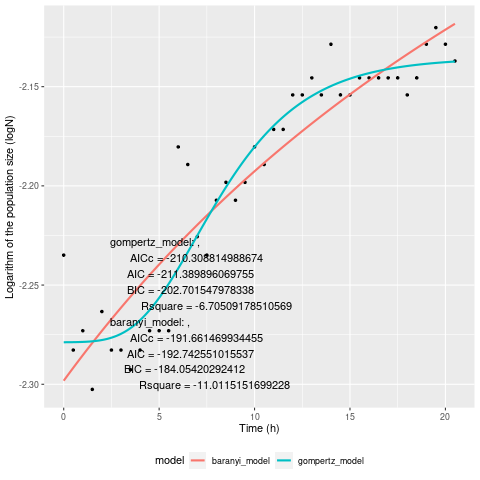 Logarithm of the population size (logN)
-2.15
-2.20
-2.25
-2.30
gompertz_model: ,
AICc = -210.308814988674
AIC = -211.389896069755
BIC = -202.701547978338
Rsquare = -6.70509178510569
baranyi_model: ,
AICc = -191.661469934455
AIC = -192.742551015537
BIC = -184.05420292412
Rsquare = -11.0115151699228
0 5 10 15 20
Time (h)
model baranyi_model gompertz_model